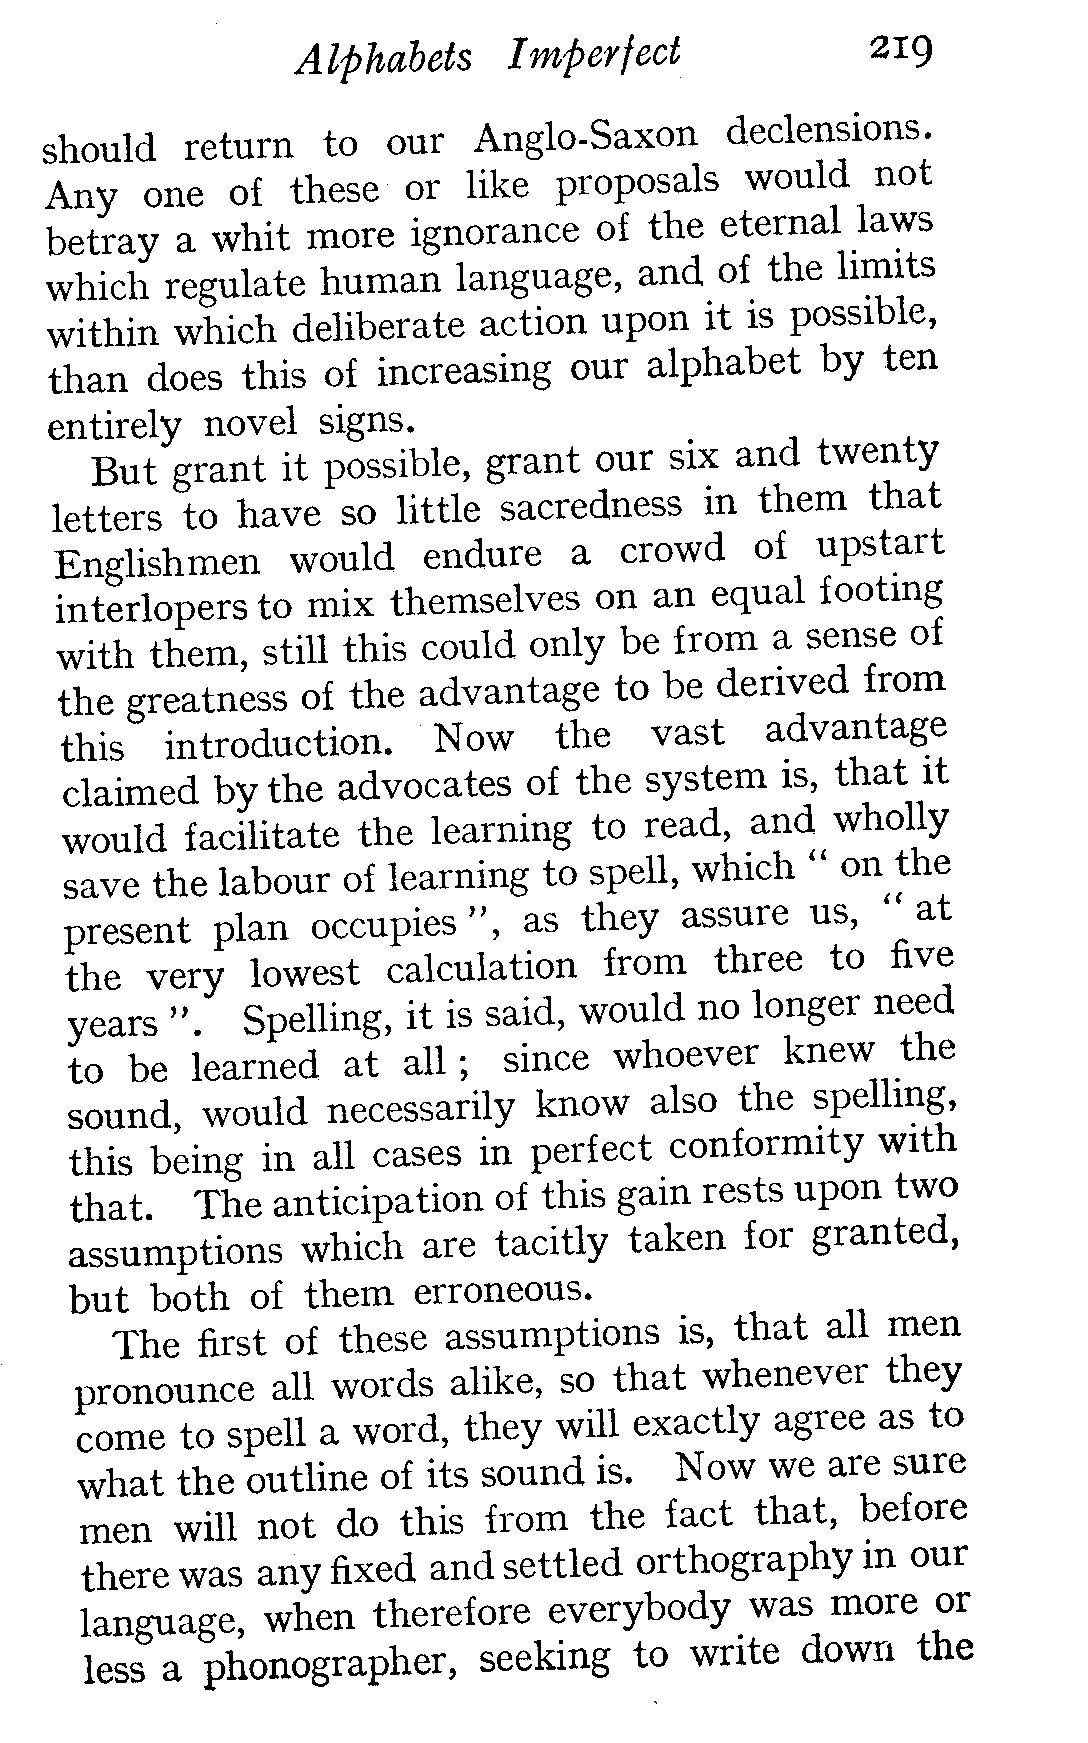 Alphabets Imperfect 219
should return to our Anglo-Saxon declensions.
Any one of these or like proposals would not
betray a whit more ignorance of the eternal laws
which regulate human language, and of the limits
within which deliberate action upon it is possible,
than does this of increasing our alphabet by ten
entirely novel signs.
But grant it possible, grant our six and twenty
letters to have so little sacredness in them that
Englishmen would endure a crowd of upstart
interlopers to mix themselves on an equal footing
with them, still this could only be from a sense of
the greatness of the advantage to be derived from
this introduction. Now the vast advantage
claimed by the advocates of the system is, that it
would facilitate the learning to read, and wholly
save the labour of learning to spell, which “ on the
present plan occupies ”, as they assure us, “ at
the very lowest calculation from three to five
years ”. Spelling, it is said, would no longer need
to be learned at all ; since whoever knew the
sound, would necessarily know also the spelling,
this being in all cases in perfect conformity with
that. The anticipation of this gain rests upon two
assumptions which are tacitly taken for granted,
but both of them erroneous.
The first of these assumptions is, that all men
pronounce all words alike, so that whenever they
come to spell a word, they will exactly agree as to
what the outline of its sound is. Now we are sure
men will not do this from the fact that, before
there was any fixed and settled orthography in our
language, when therefore everybody was more or
less a phonographer, seeking to write down the